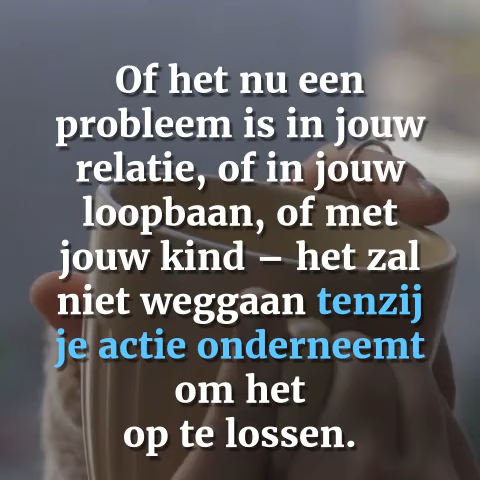 Of het nu een
probleem is in jouw
relatie, of in jouw
loopbaan, of met
jouw kind – het zal
niet weggaan tenzij
je actie onderneemt
om het
op te lossen.